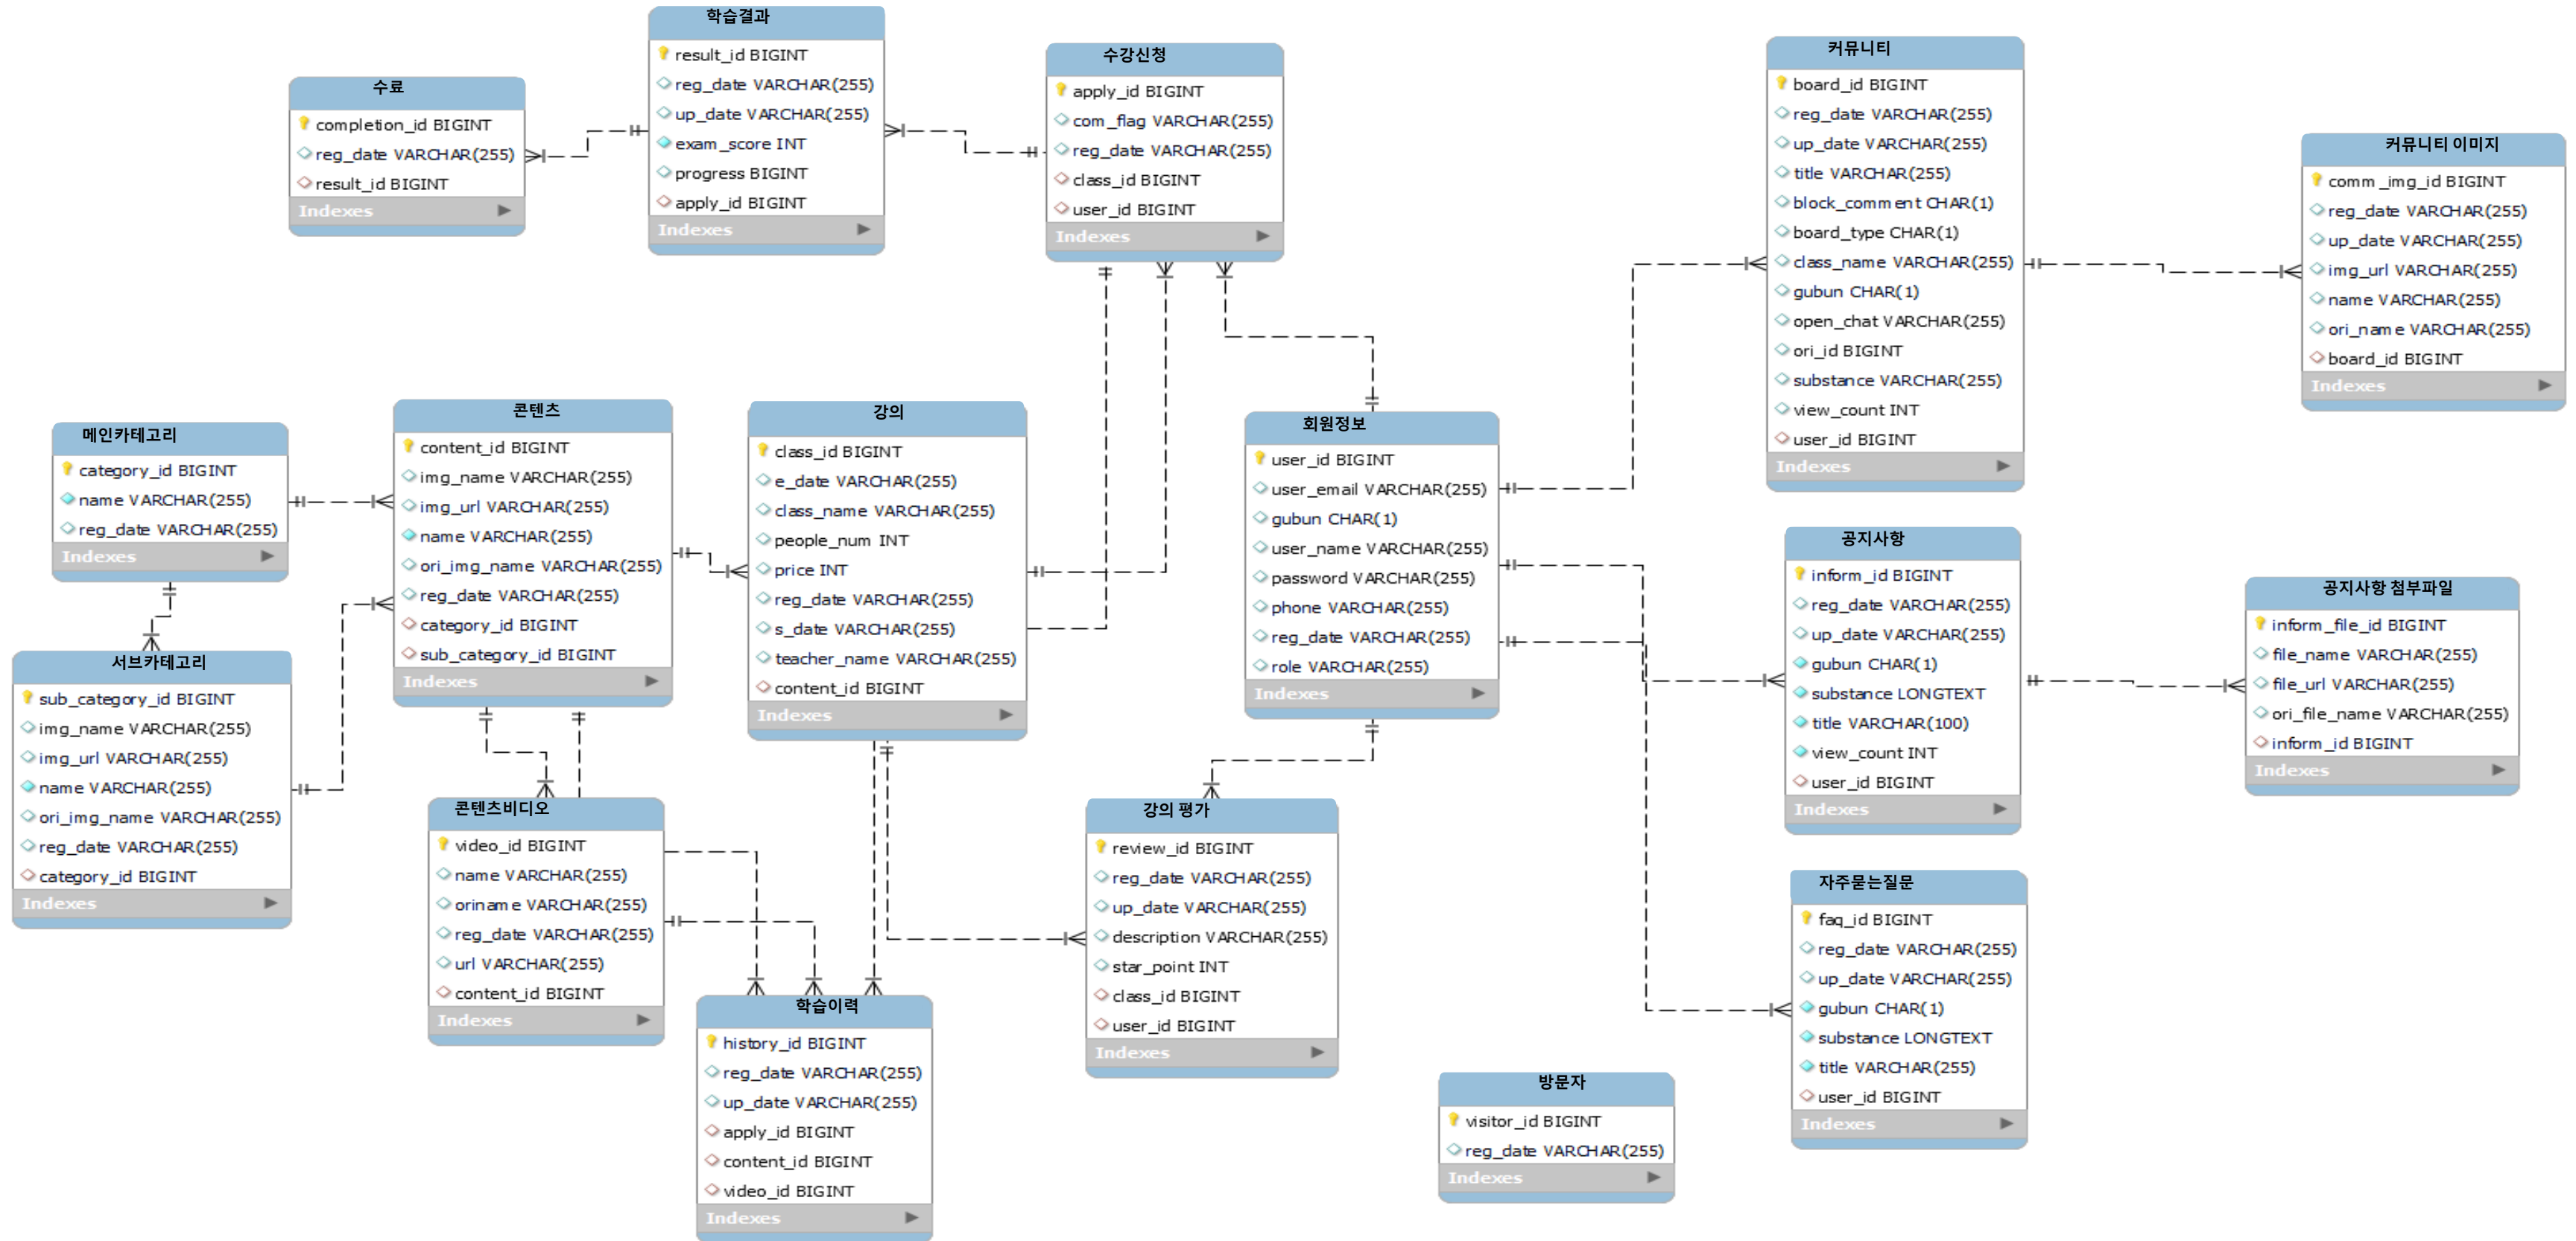 학습결과
result_id BIGINT
reg_date VARCHAR(255)
up_date VARCHAR(255)
exam_score INT
progress BIGINT
apply_id BIGINT
Indexes
수강신청
apply_id BIGINT
com_flag VARCHAR(255)
reg_date VARCHAR(255)
class_id BIGINT
user_id BIGINT
Indexes
커뮤니티
board_id BIGINT
reg_date VARCHAR(255)
up_date VARCHAR(255)
title VARCHAR(255)
block_comment CHAR(1)
board_type CHAR(1)
class_name VARCHAR(255)
gubun CHAR(1)
open_chat VARCHAR(255)
ori_id BIGINT
substance VARCHAR(255)
view_count INT
user_id BIGINT
Indexes
수료
completion_id BIGINT
reg_date VARCHAR(255)
result_id BIGINT
Indexes
커뮤니티 이미지
comm_img_id BIGINT
reg_date VARCHAR(255)
up_date VARCHAR(255)
img_url VARCHAR(255)
name VARCHAR(255)
ori_name VARCHAR(255)
board_id BIGINT
Indexes
메인카테고리
category_id BIGINT
name VARCHAR(255)
reg_date VARCHAR(255)
Indexes
콘텐츠
content_id BIGINT
img_name VARCHAR(255)
img_url VARCHAR(255)
name VARCHAR(255)
ori_img_name VARCHAR(255)
reg_date VARCHAR(255)
category_id BIGINT
sub_category_id BIGINT
Indexes
강의
class_id BIGINT
e_date VARCHAR(255)
class_name VARCHAR(255)
people_num INT
price INT
reg_date VARCHAR(255)
s_date VARCHAR(255)
teacher_name VARCHAR(255)
content_id BIGINT
Indexes
회원정보
user_id BIGINT
user_email VARCHAR(255)
gubun CHAR(1)
user_name VARCHAR(255)
password VARCHAR(255)
phone VARCHAR(255)
reg_date VARCHAR(255)
role VARCHAR(255)
Indexes
공지사항
inform_id BIGINT
reg_date VARCHAR(255)
up_date VARCHAR(255)
gubun CHAR(1)
substance LONGTEXT
title VARCHAR(100)
view_count INT
user_id BIGINT
Indexes
공지사항 첨부파일
inform_file_id BIGINT
file_name VARCHAR(255)
file_url VARCHAR(255)
ori_file_name VARCHAR(255)
inform_id BIGINT
Indexes
서브카테고리
sub_category_id BIGINT
img_name VARCHAR(255)
img_url VARCHAR(255)
name VARCHAR(255)
ori_img_name VARCHAR(255)
reg_date VARCHAR(255)
category_id BIGINT
Indexes
콘텐츠비디오
video_id BIGINT
name VARCHAR(255)
oriname VARCHAR(255)
reg_date VARCHAR(255)
url VARCHAR(255)
content_id BIGINT
Indexes
강의 평가
review_id BIGINT
reg_date VARCHAR(255)
up_date VARCHAR(255)
description VARCHAR(255)
star_point INT
class_id BIGINT
user_id BIGINT
Indexes
자주묻는질문
faq_id BIGINT
reg_date VARCHAR(255)
up_date VARCHAR(255)
gubun CHAR(1)
substance LONGTEXT
title VARCHAR(255)
user_id BIGINT
Indexes
학습이력
history_id BIGINT
reg_date VARCHAR(255)
up_date VARCHAR(255)
apply_id BIGINT
content_id BIGINT
video_id BIGINT
Indexes
방문자
visitor_id BIGINT
reg_date VARCHAR(255)
Indexes